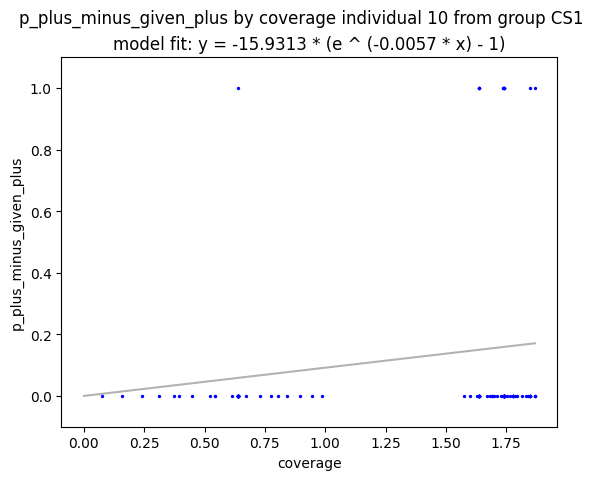 p_plus_minus_given_plus by coverage individual 10 from group CS1
model fit: y = -15.9313 * (e ^ (-0.0057 * x) - 1)
1.0
0.8
0.6
0.4
0.2
0.0
p_plus_minus_given_plus
0.00 0.25 0.50 0.75 1.00 1.25 1.50 1.75
coverage